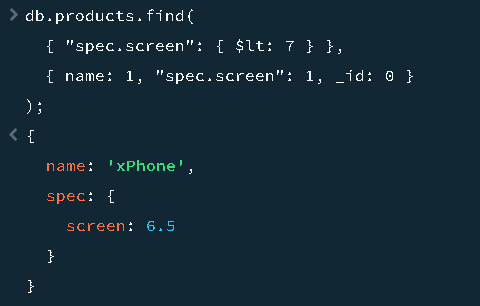 > db.products.find(
{ "spec.screen": { $lt: 7 } },
{ name: 1, "spec.screen": 1, _id: 0 }
);
< {
name: 'xPhone',
spec: {
screen: 6.5
}
}